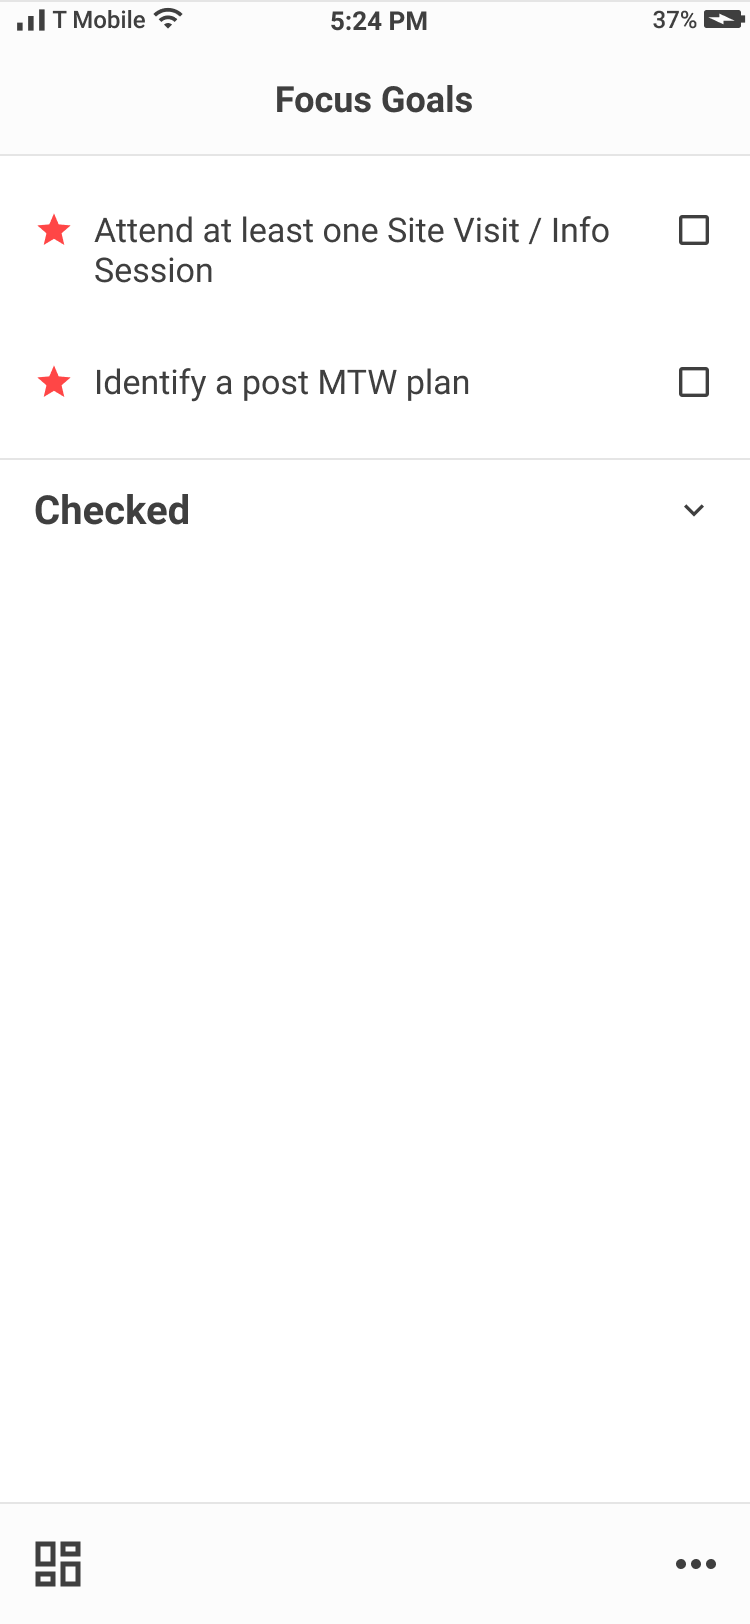 T Mobile 5:24 PM 37%
Focus Goals
Attend at least one Site Visit / Info
Session
Identify a post MTW plan
Checked